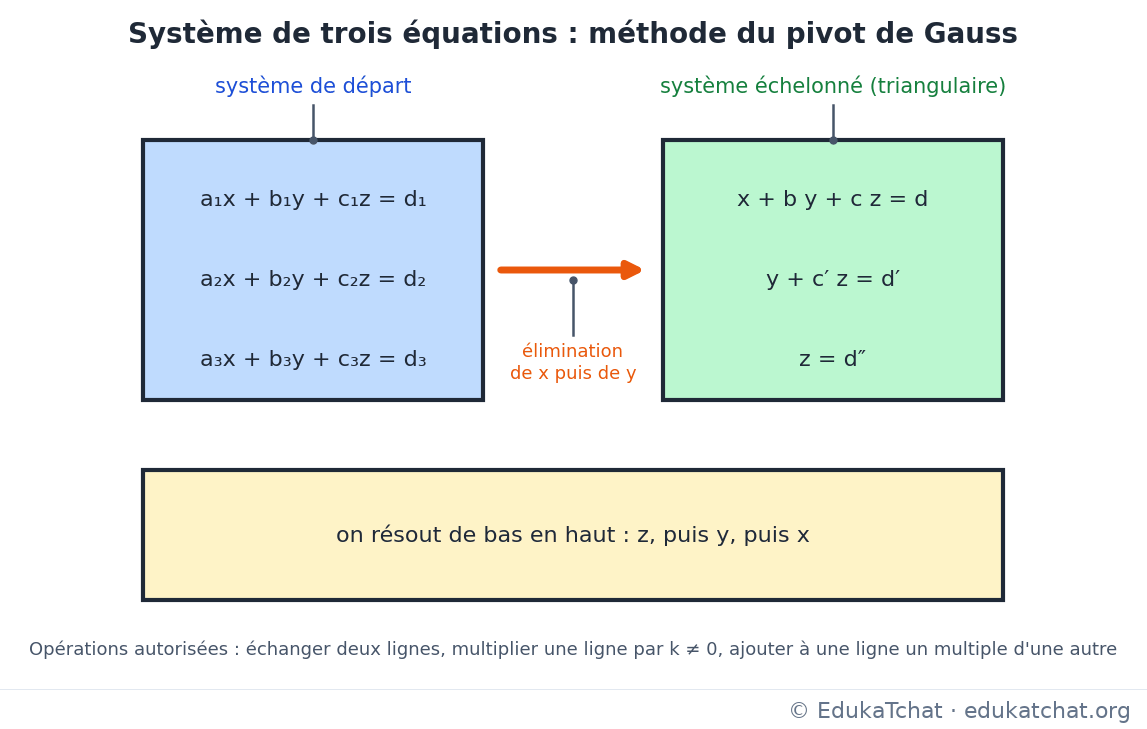 Système de trois équations : méthode du pivot de Gauss
système de départ
système échelonné (triangulaire)
a₁x + b₁y + c₁z = d₁
a₂x + b₂y + c₂z = d₂
a₃x + b₃y + c₃z = d₃
élimination
de x puis de y
x + b y + c z = d
y + c′ z = d′
z = d″
on résout de bas en haut : z, puis y, puis x
Opérations autorisées : échanger deux lignes, multiplier une ligne par k ≠ 0, ajouter à une ligne un multiple d'une autre
© EdukaTchat · edukatchat.org